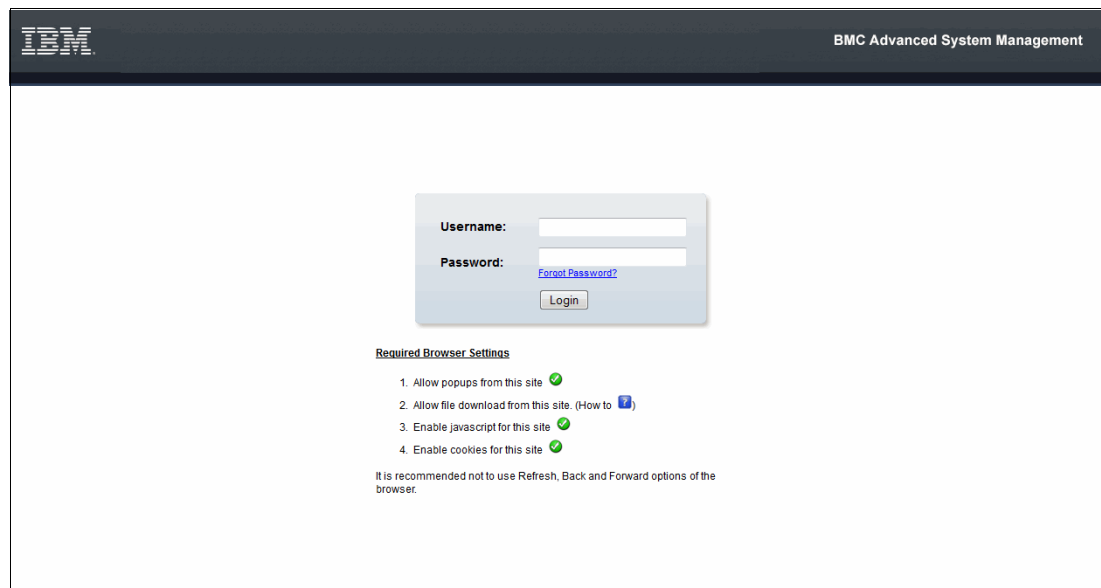 IBM.
BMC Advanced System Management
Username:
Password:
Forgot Password?
Login
Required Browser Settings
1. Allow popups from this site
2. Allow file download from this site. (How to ?)
3. Enable javascript for this site
4. Enable cookies for this site
It is recommended not to use Refresh, Back and Forward options of the
browser.